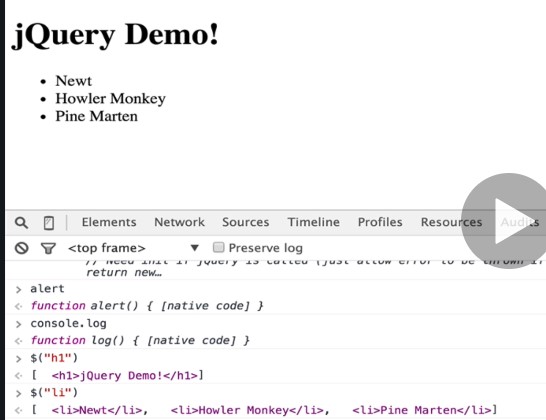 jQuery Demo!
• Newt
• Howler Monkey
• Pine Marten
Elements Network Sources Timeline Profiles Resources Audits
<top frame> ▼ Preserve log
// Need init if jQuery is called (just allow error to be thrown if
return new…
> alert
<· function alert() { [native code] }
> console.log
<· function log() { [native code] }
> $("h1")
<· [ <h1>jQuery Demo!</h1>]
> $("li")
<· [ <li>Newt</li>, <li>Howler Monkey</li>, <li>Pine Marten</li>]